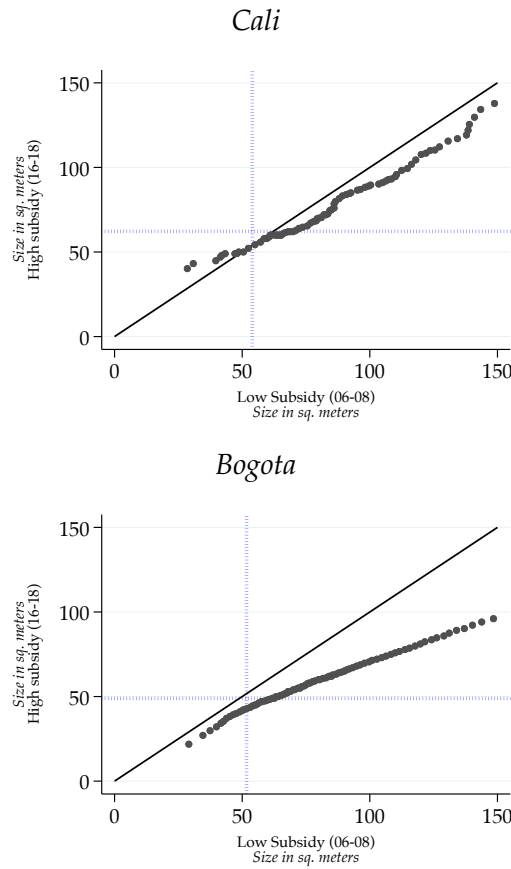 Cali
150
100
50
0
Size in sq. meters
High subsidy (16-18)
0 50 100 150
Low Subsidy (06-08)
Size in sq. meters
Bogota
150
100
50
0
Size in sq. meters
High subsidy (16-18)
0 50 100 150
Low Subsidy (06-08)
Size in sq. meters